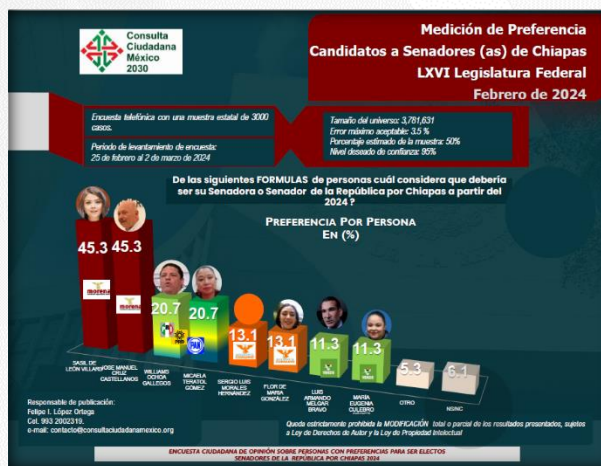 Consulta
Ciudadana
México
2030
Medición de Preferencia
Candidatos a Senadores (as) de Chiapas
LXVI Legislatura Federal
Febrero de 2024
Encuesta telefónica con una muestra estatal de 3000
casos.
Período de levantamiento de encuesta:
25 de febrero al 2 de marzo de 2024
Tamaño del universo: 3,781,631
Error máximo aceptable: 3.5 %
Porcentaje estimado de la muestra: 50%
Nivel deseado de confianza: 95%
De las siguientes FORMULAS de personas cuál considera que debería
ser su Senadora o Senador de la República por Chiapas a partir del
2024 ?
PREFERENCIA POR PERSONA
EN (%)
45.3
45.3
20.7
20.7
13.1
13.1
11.3
11.3
5.3
6.1
morena
morena
PRI
PRD
PAN
SASIL DE
LEÓN VILLARD
JOSE MANUEL
CRUZ
CASTELLANOS
WILLIAMS
OCHOA
GALLEGOS
MICAELA
TERATOL
GÓMEZ
SERGIO LUIS
MORALES
HERNÁNDEZ
FLOR DE
MARIA
GONZÁLEZ
LUIS
ARMANDO
MELGAR
BRAVO
MARÍA
EUGENIA
CULEBRO
OTRO
NS/NC
Responsable de publicación:
Felipo I. López Ortega
Cel. 993 2002319.
e-mail: contacto@consultaciudadanamexico.org
Queda estrictamente prohibida la MODIFICACIÓN total o parcial de los resultados presentados, sujetos
a Ley de Derechos de Autor y la Ley de Propiedad Intelectual
ENCUESTA CIUDADANA DE OPINIÓN SOBRE PERSONAS CON PREFERENCIAS PARA SER ELECTOS
SENADORES DE LA REPÚBLICA POR CHIAPAS 2024